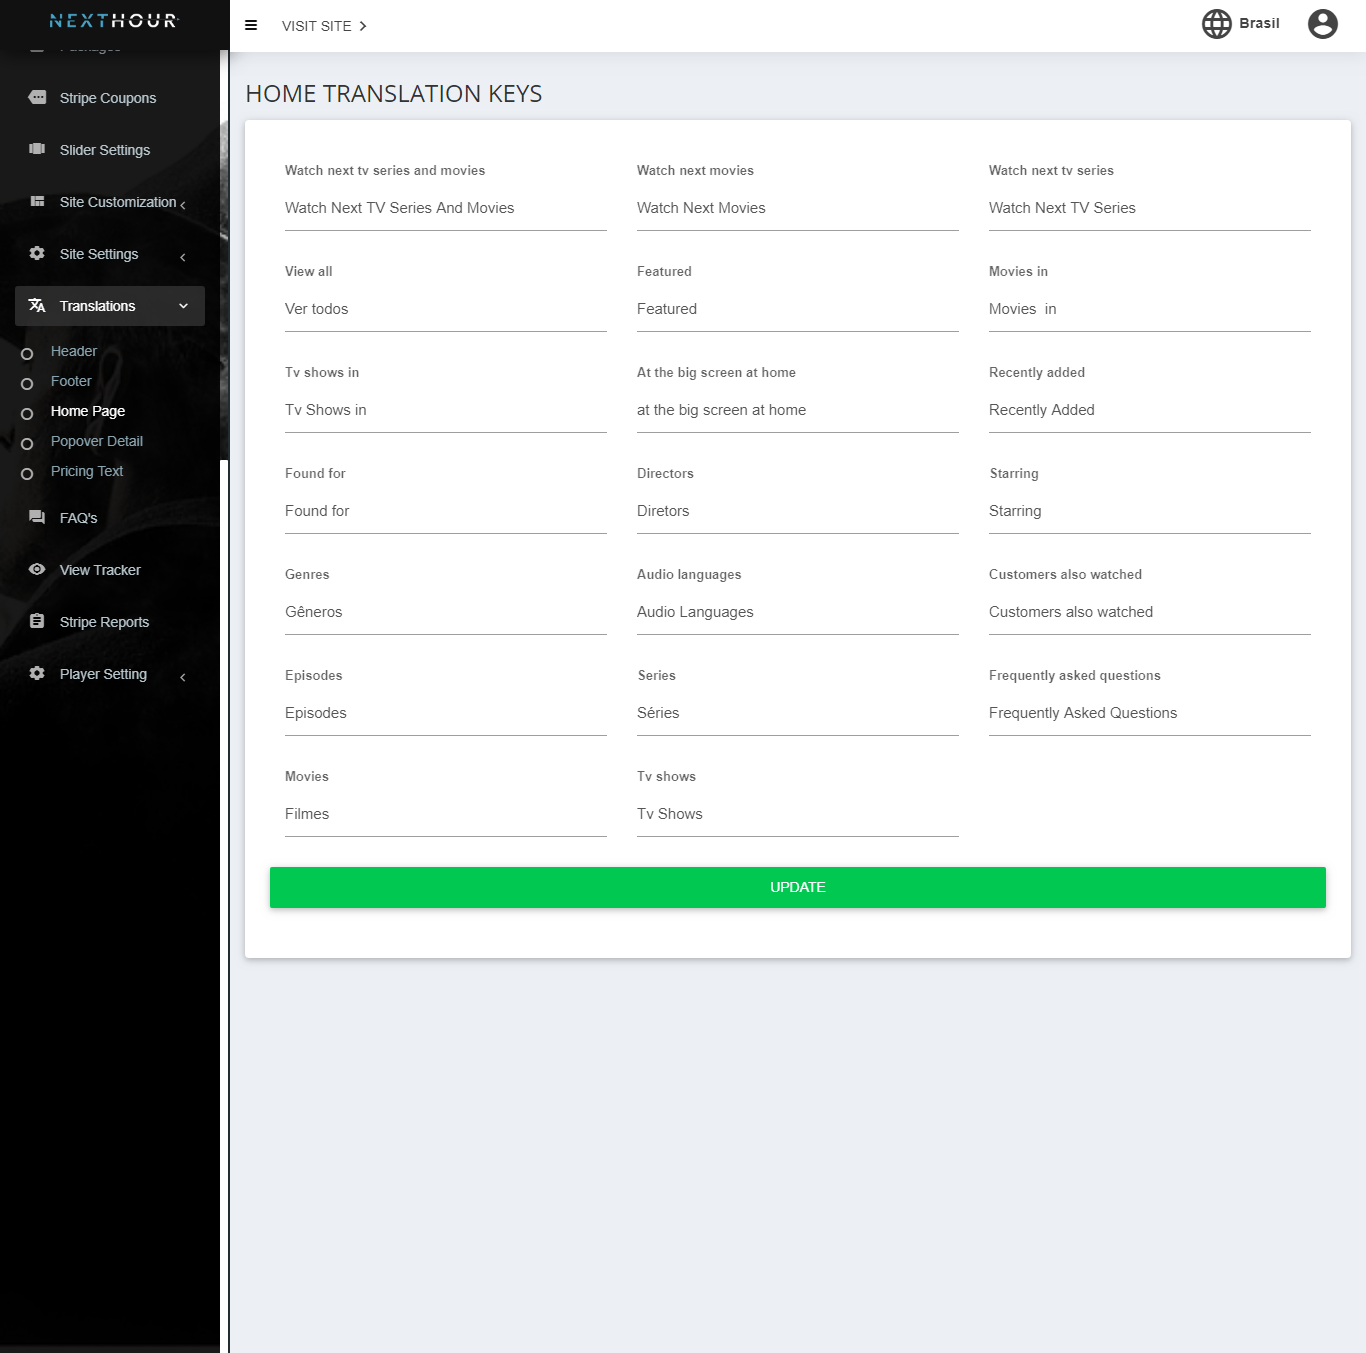 NEXTHOUR
VISIT SITE
Brasil
Packages
Stripe Coupons
Slider Settings
Site Customization
Site Settings
Translations
Header
Footer
Home Page
Popover Detail
Pricing Text
FAQ's
View Tracker
Stripe Reports
Player Setting
HOME TRANSLATION KEYS
Watch next tv series and movies
Watch Next TV Series And Movies
Watch next movies
Watch Next Movies
Watch next tv series
Watch Next TV Series
View all
Ver todos
Featured
Featured
Movies in
Movies  in
Tv shows in
Tv Shows in
At the big screen at home
at the big screen at home
Recently added
Recently Added
Found for
Found for
Directors
Diretors
Starring
Starring
Genres
Gêneros
Audio languages
Audio Languages
Customers also watched
Customers also watched
Episodes
Episodes
Series
Séries
Frequently asked questions
Frequently Asked Questions
Movies
Filmes
Tv shows
Tv Shows
UPDATE